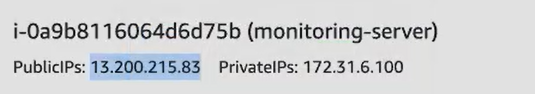 i-0a9b8116064d6d75b (monitoring-server)
PublicIPs: 13.200.215.83 PrivateIPs: 172.31.6.100